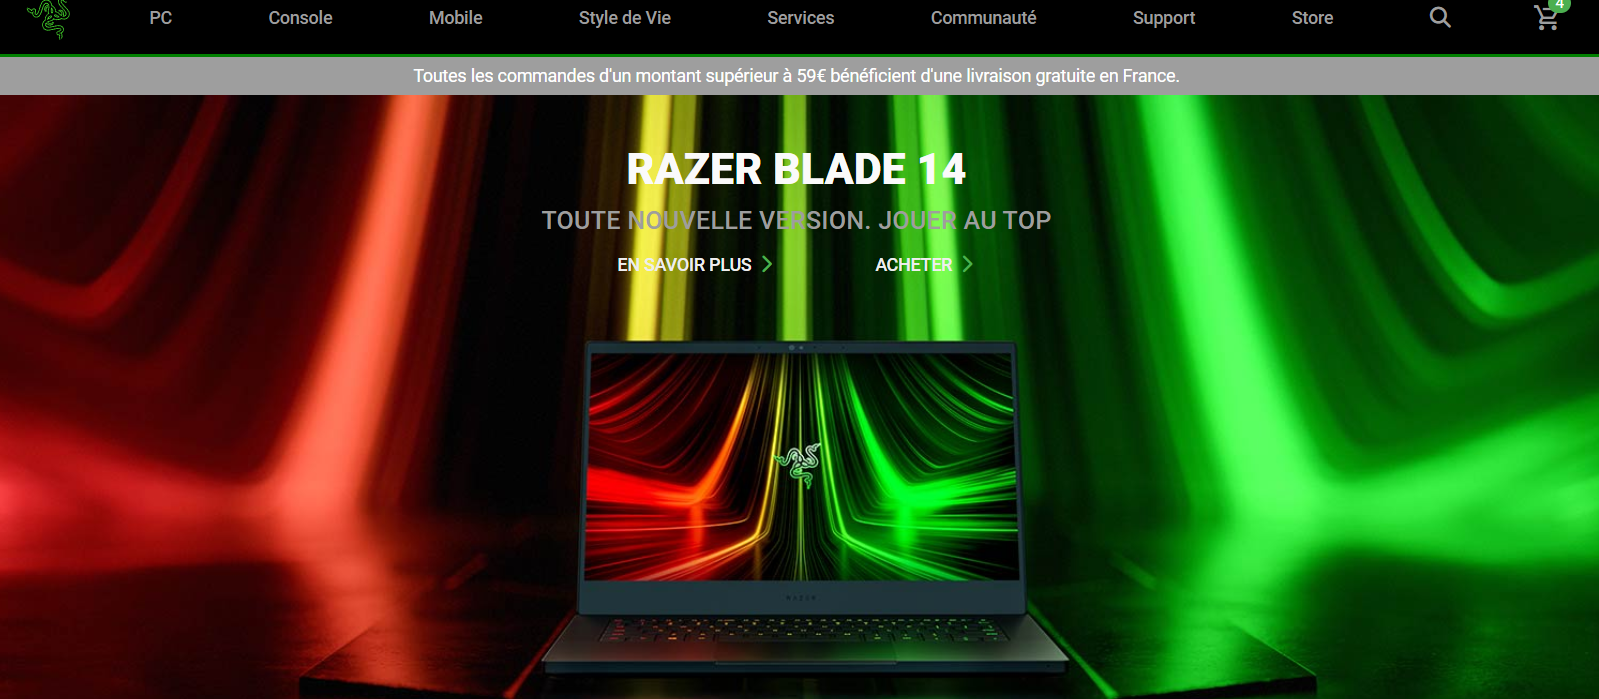 PC Console Mobile Style de Vie Services Communauté Support Store 4
Toutes les commandes d'un montant supérieur à 59€ bénéficient d'une livraison gratuite en France.
RAZER BLADE 14
TOUTE NOUVELLE VERSION. JOUER AU TOP
EN SAVOIR PLUS ACHETER
RAZER